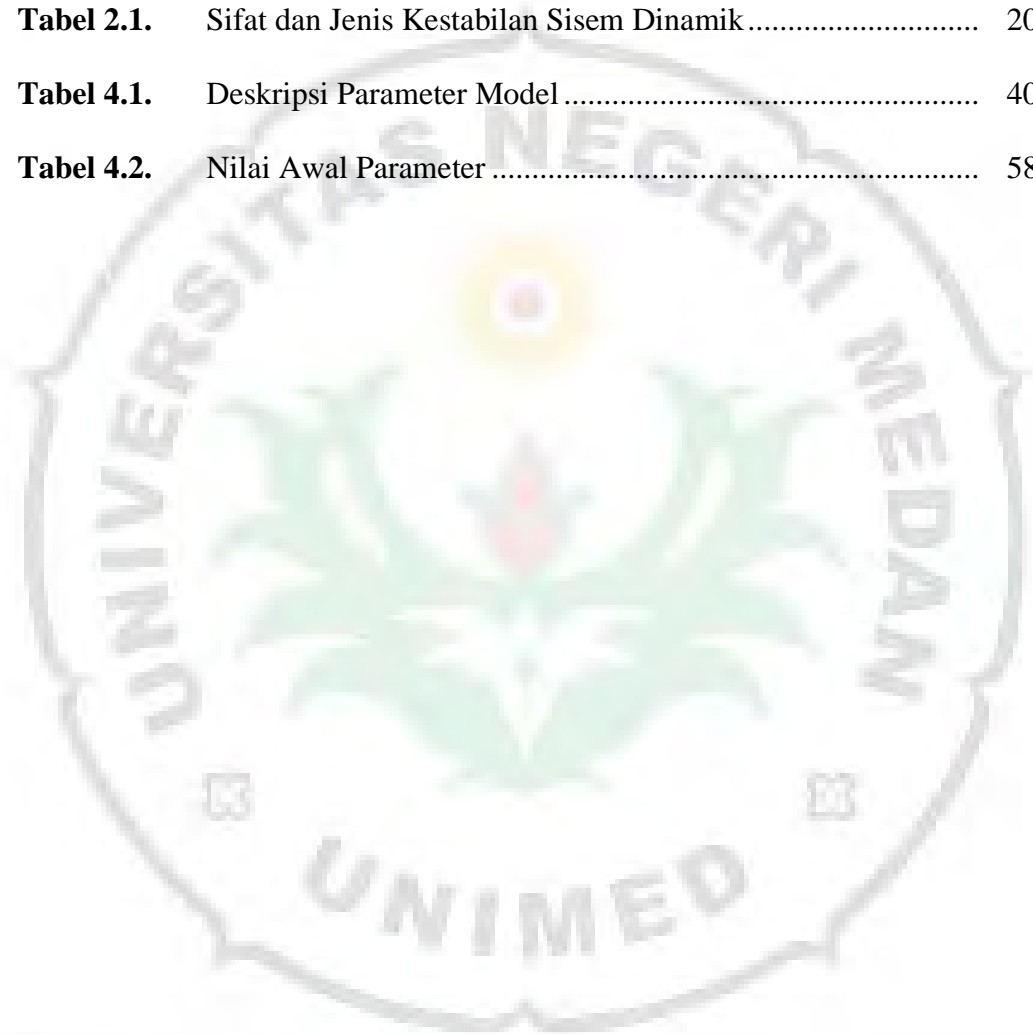 Tabel 2.1. Sifat dan Jenis Kestabilan Sisem Dinamik............................. 20
Tabel 4.1. Deskripsi Parameter Model.................................................... 40
Tabel 4.2. Nilai Awal Parameter............................................................. 58
UNIVERSITAS NEGERI MEDAN
UNIMED